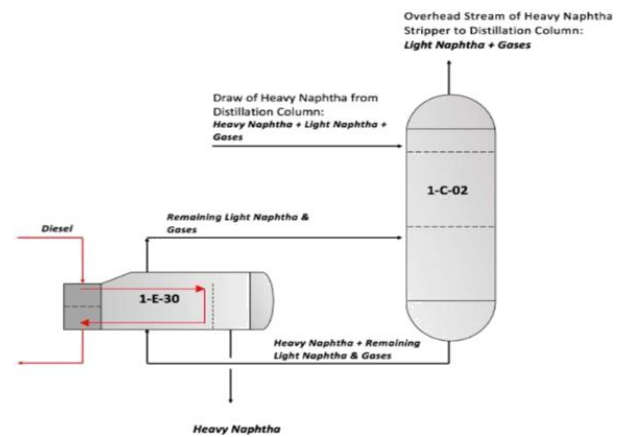 Overhead Stream of Heavy Naphtha
Stripper to Distillation Column:
Light Naphtha + Gases
Draw of Heavy Naphtha from
Distillation Column:
Heavy Naphtha + Light Naphtha +
Gases
1-C-02
Remaining Light Naphtha &
Gases
Diesel
1-E-30
Heavy Naphtha + Remaining
Light Naphtha & Gases
Heavy Naphtha